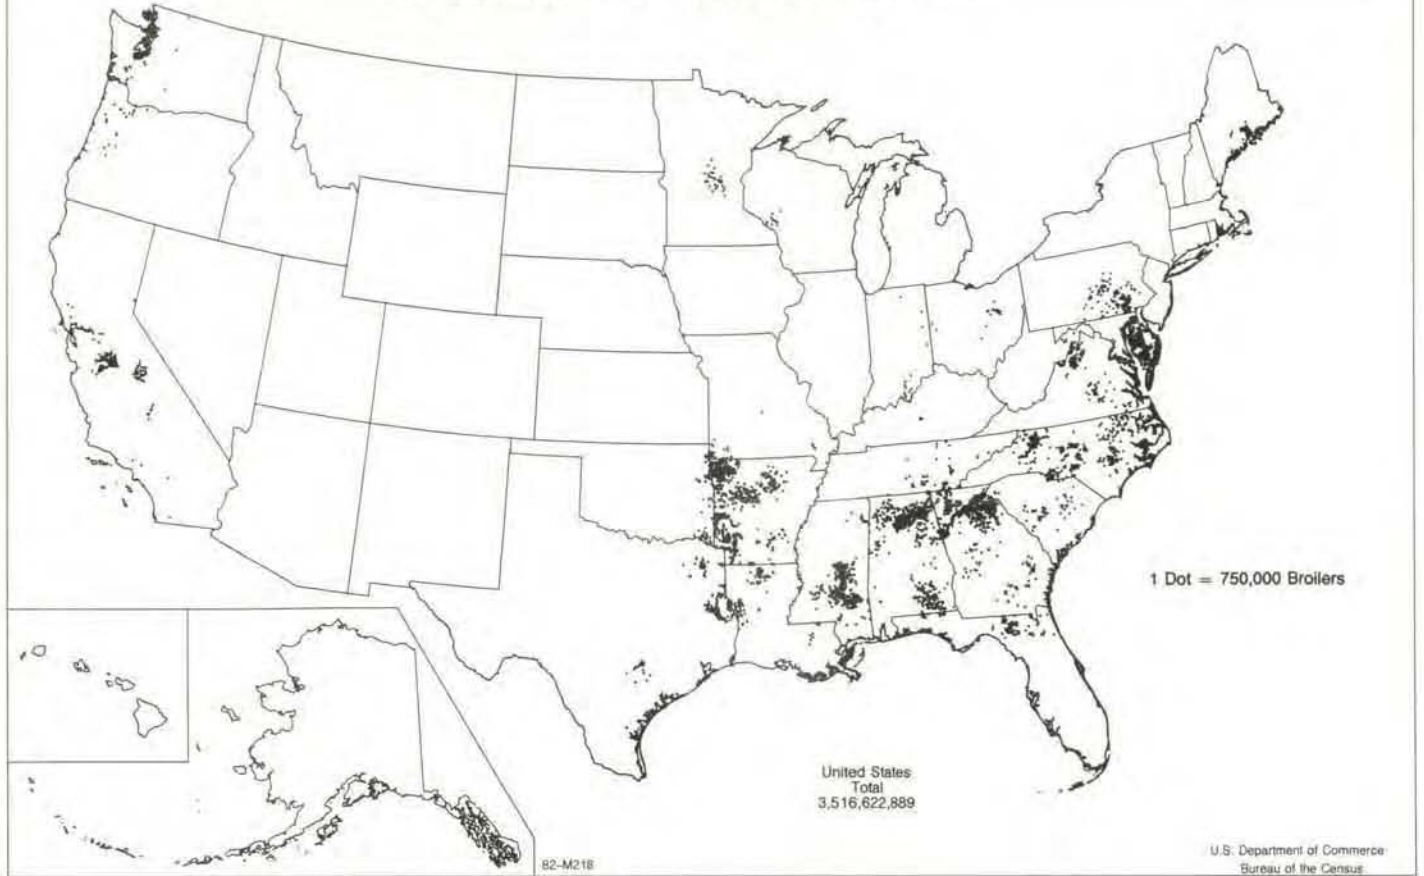 1 Dot = 750,000 Broilers
United States
Total
3,516,622,889
82-M218
U.S. Department of Commerce
Bureau of the Census